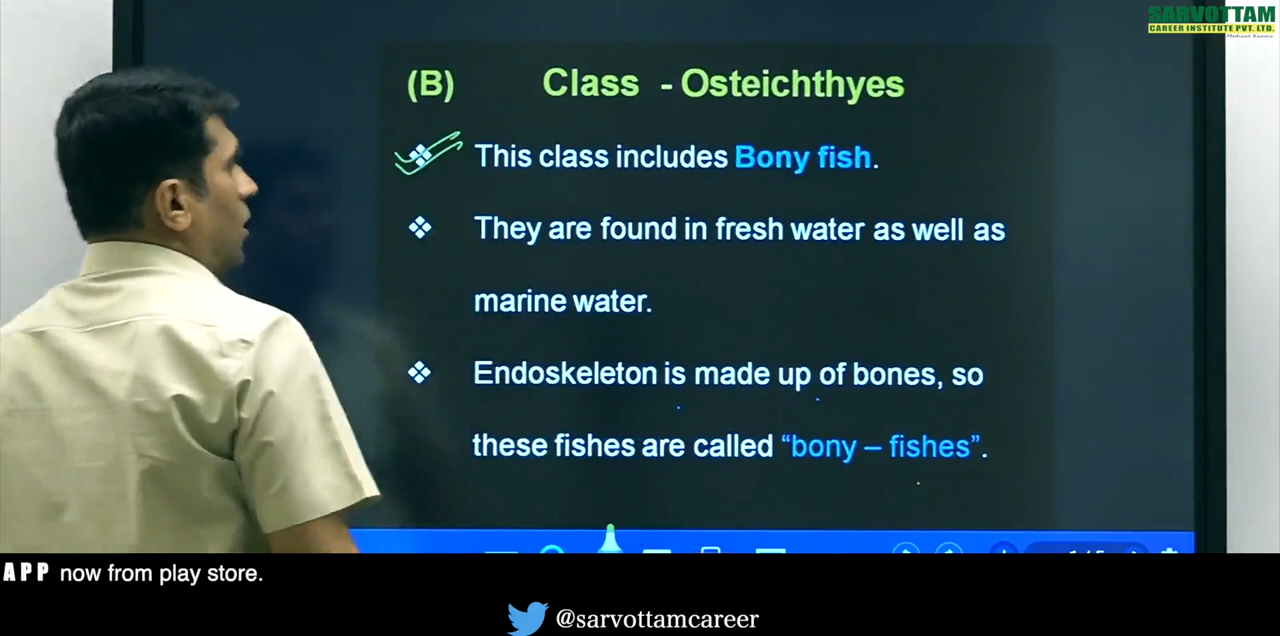 SARVOTTAM
CAREER INSTITUTE PVT. LTD.
Medical Exams
(B) Class - Osteichthyes
❖ This class includes Bony fish.
❖ They are found in fresh water as well as
marine water.
❖ Endoskeleton is made up of bones, so
these fishes are called “bony – fishes”.
APP now from play store.
@sarvottamcareer